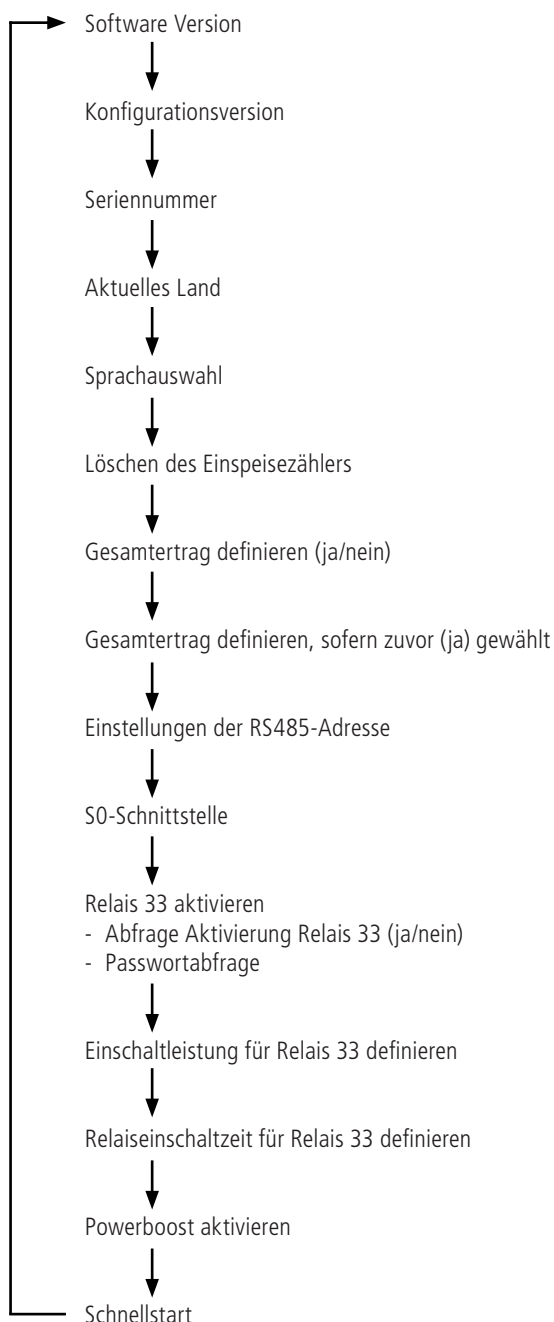 Software Version
Konfigurationsversion
Seriennummer
Aktuelles Land
Sprachauswahl
Löschen des Einspeisezählers
Gesamtertrag definieren (ja/nein)
Gesamtertrag definieren, sofern zuvor (ja) gewählt
Einstellungen der RS485-Adresse
S0-Schnittstelle
Relais 33 aktivieren
- Abfrage Aktivierung Relais 33 (ja/nein)
- Passwortabfrage
Einschaltleistung für Relais 33 definieren
Relaiseinschaltzeit für Relais 33 definieren
Powerboost aktivieren
Schnellstart